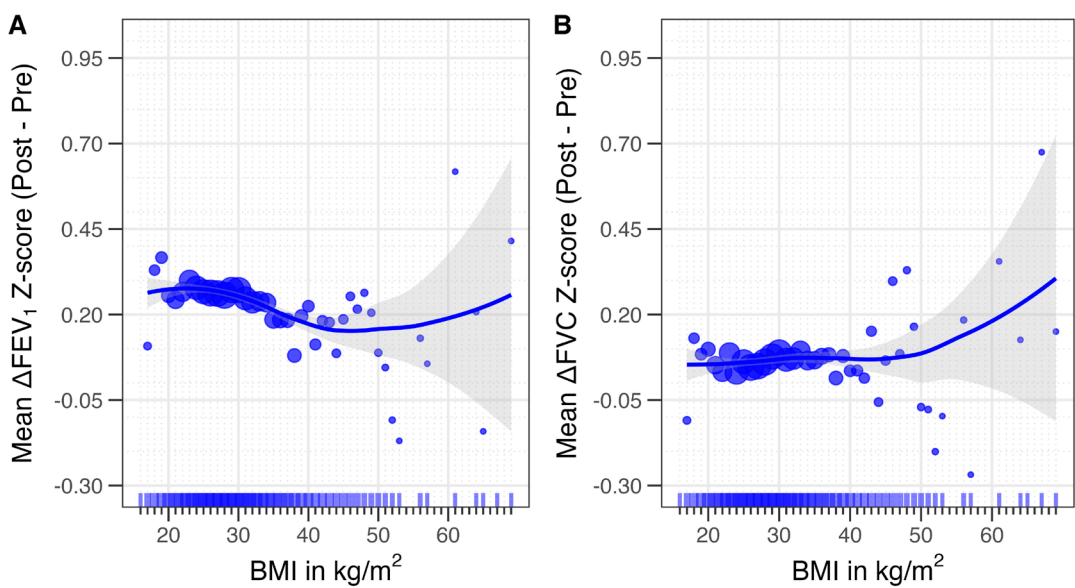 A
B
Mean ΔFEV₁ Z-score (Post - Pre)
0.95
0.70
0.45
0.20
-0.05
-0.30
20 30 40 50 60
BMI in kg/m²
Mean ΔFVC Z-score (Post - Pre)
0.95
0.70
0.45
0.20
-0.05
-0.30
20 30 40 50 60
BMI in kg/m²